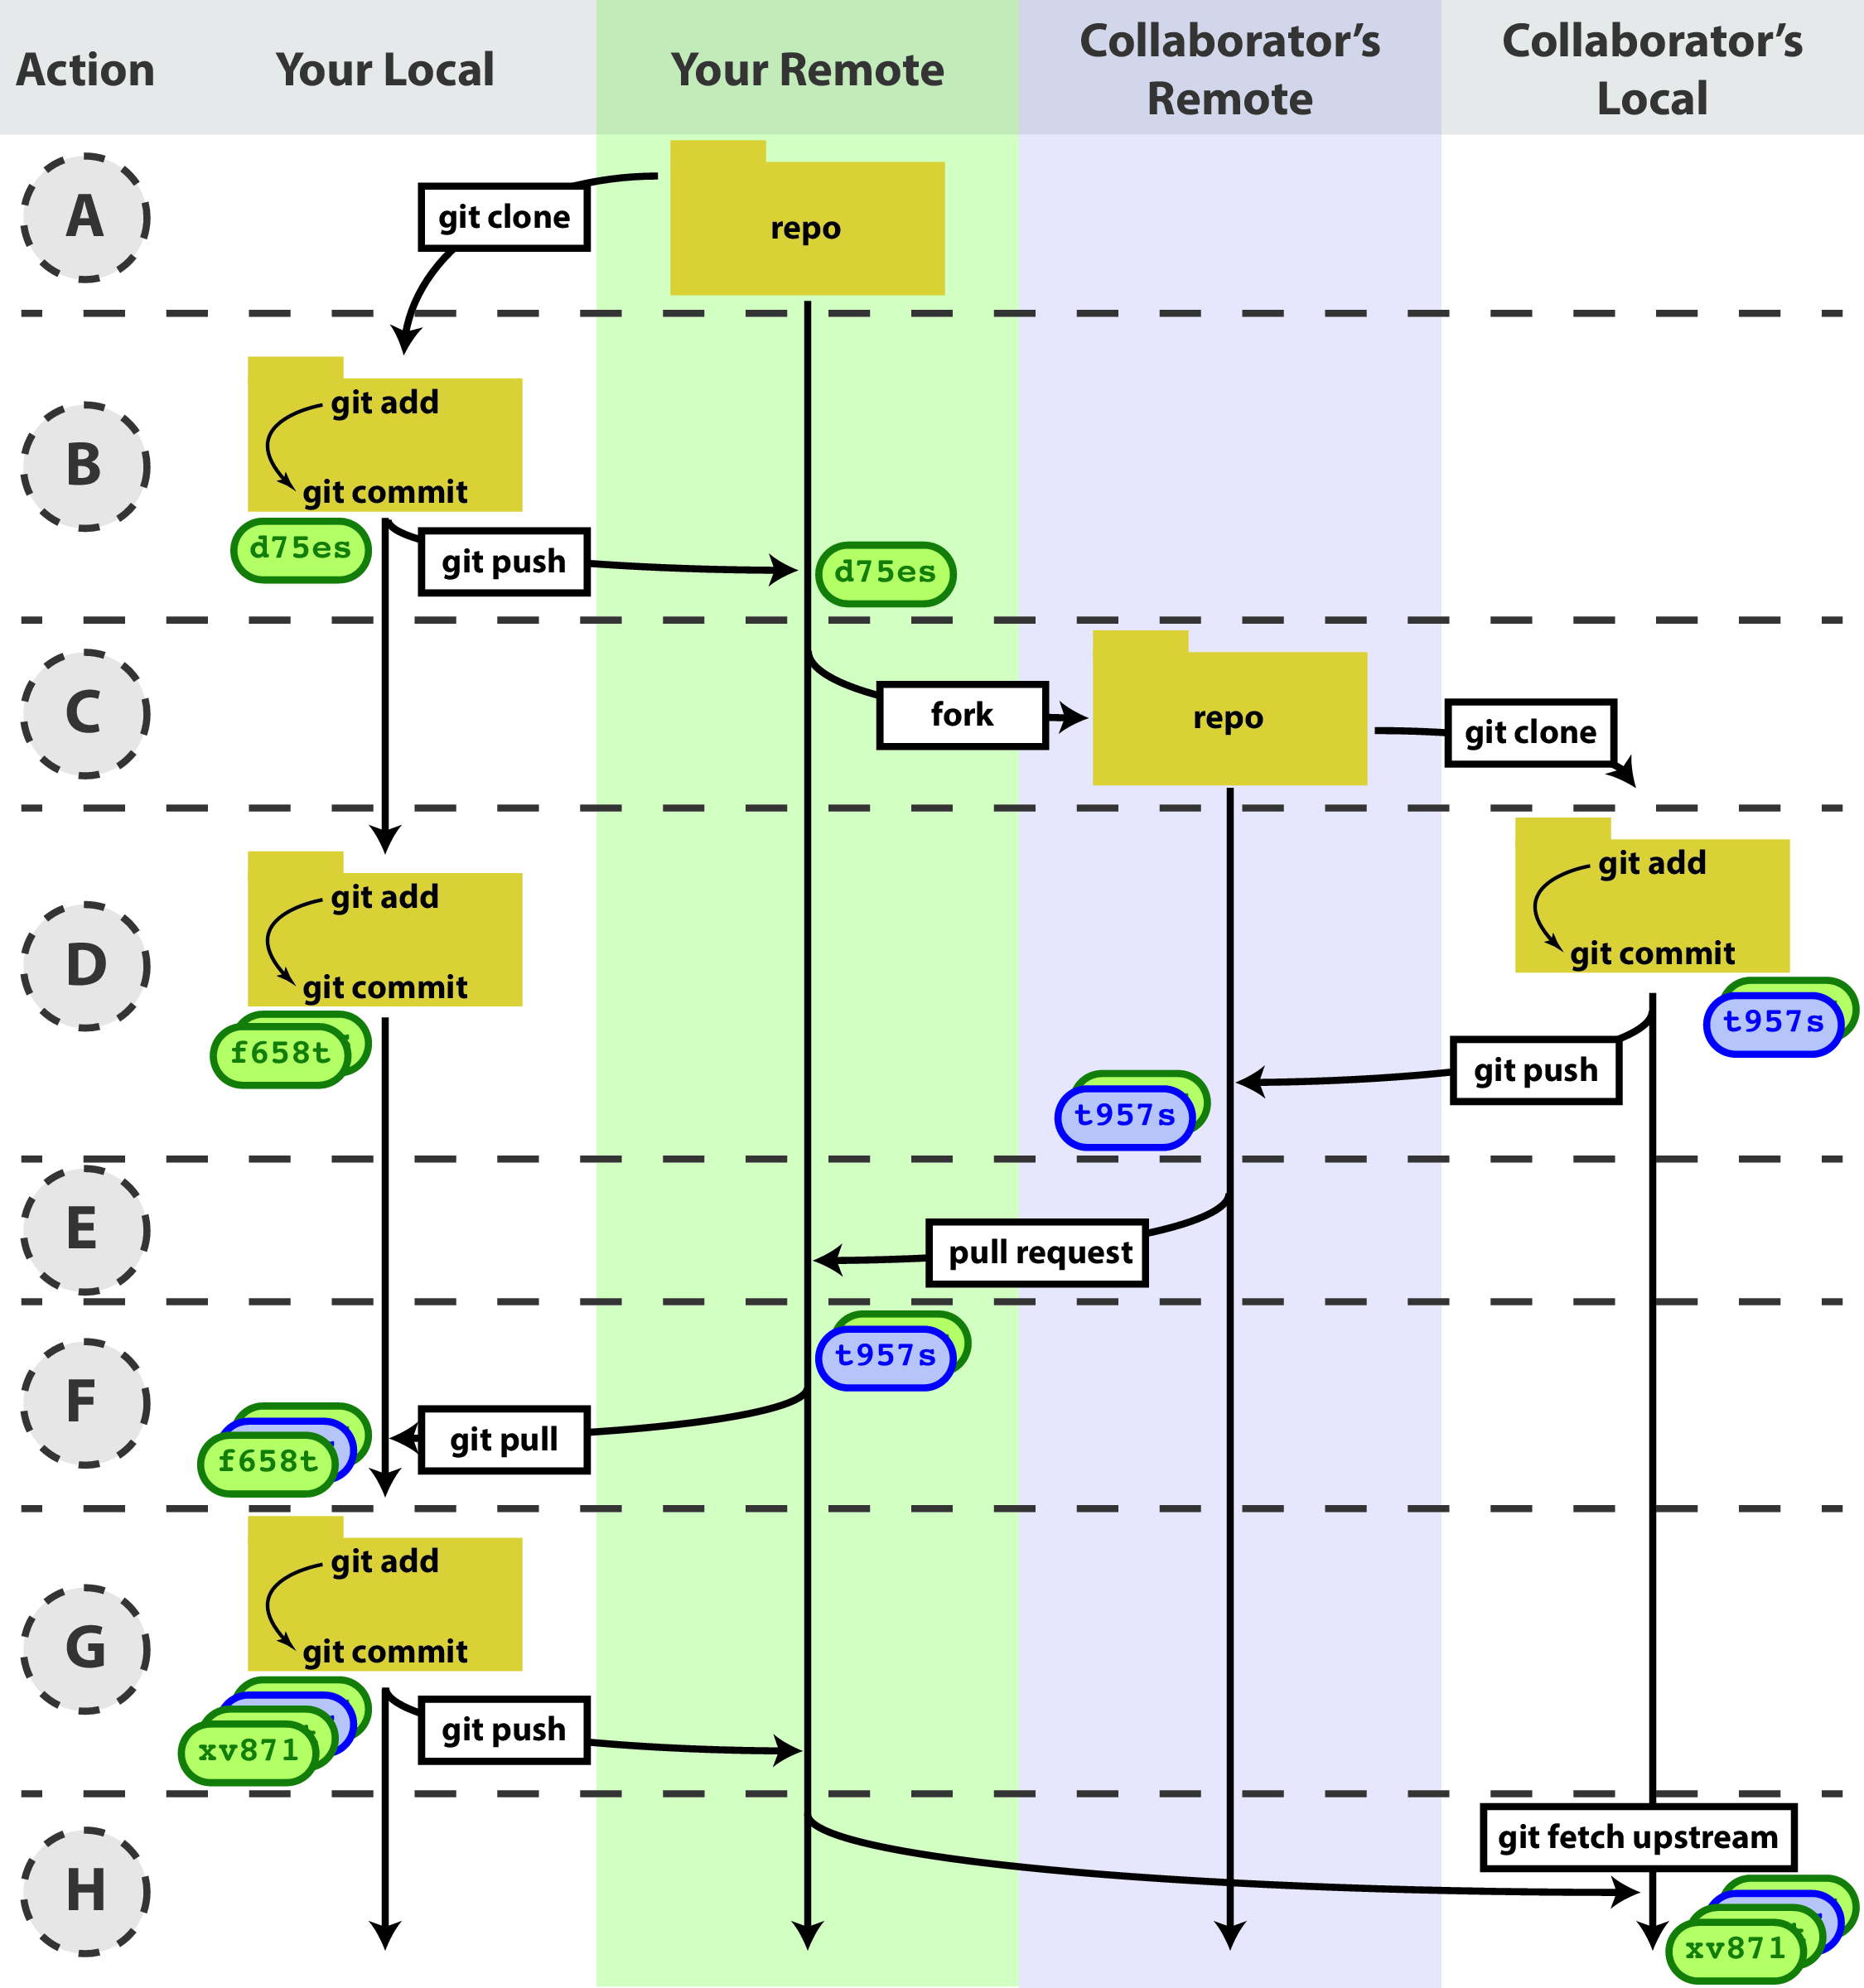 Action
Your Local
Your Remote
Collaborator’s
Remote
Collaborator’s
Local
A
git clone
repo
B
git add
git commit
d75es
git push
d75es
C
fork
repo
git clone
D
git add
git commit
f658t
git add
git commit
t957s
git push
t957s
E
pull request
F
t957s
git pull
f658t
G
git add
git commit
xv871
git push
H
git fetch upstream
xv871